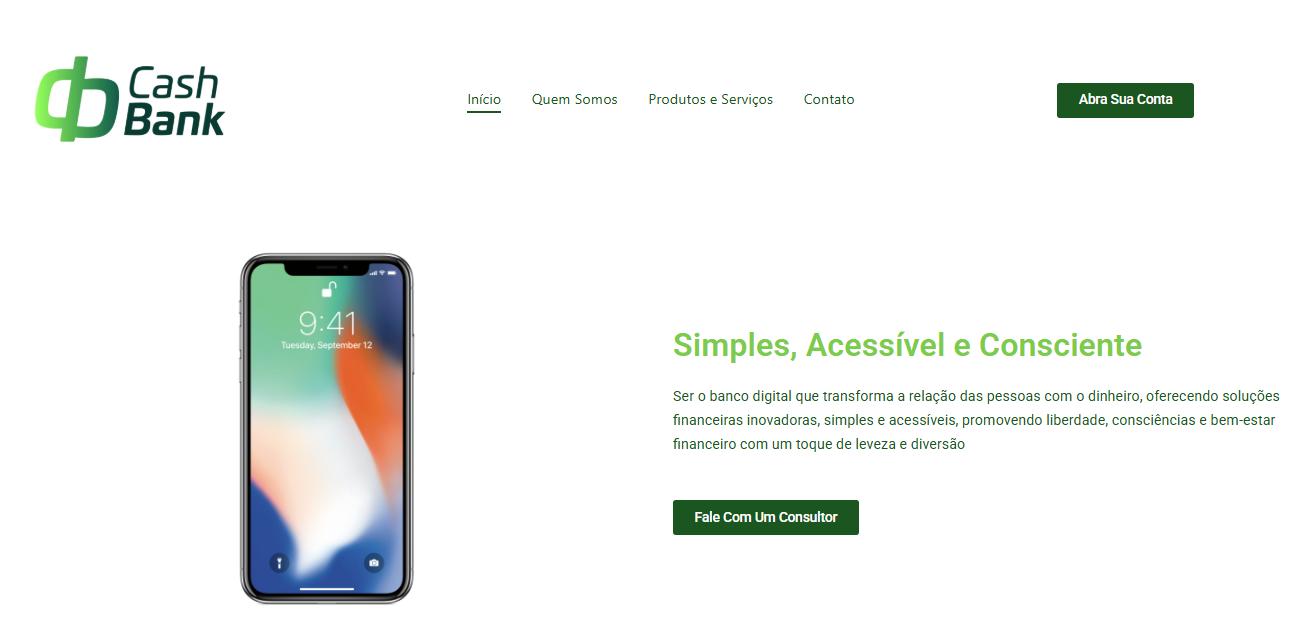 Cash
Bank
Início
Quem Somos
Produtos e Serviços
Contato
Abra Sua Conta
9:41
Tuesday, September 12
Simples, Acessível e Consciente
Ser o banco digital que transforma a relação das pessoas com o dinheiro, oferecendo soluções
financeiras inovadoras, simples e acessíveis, promovendo liberdade, consciências e bem-estar
financeiro com um toque de leveza e diversão
Fale Com Um Consultor